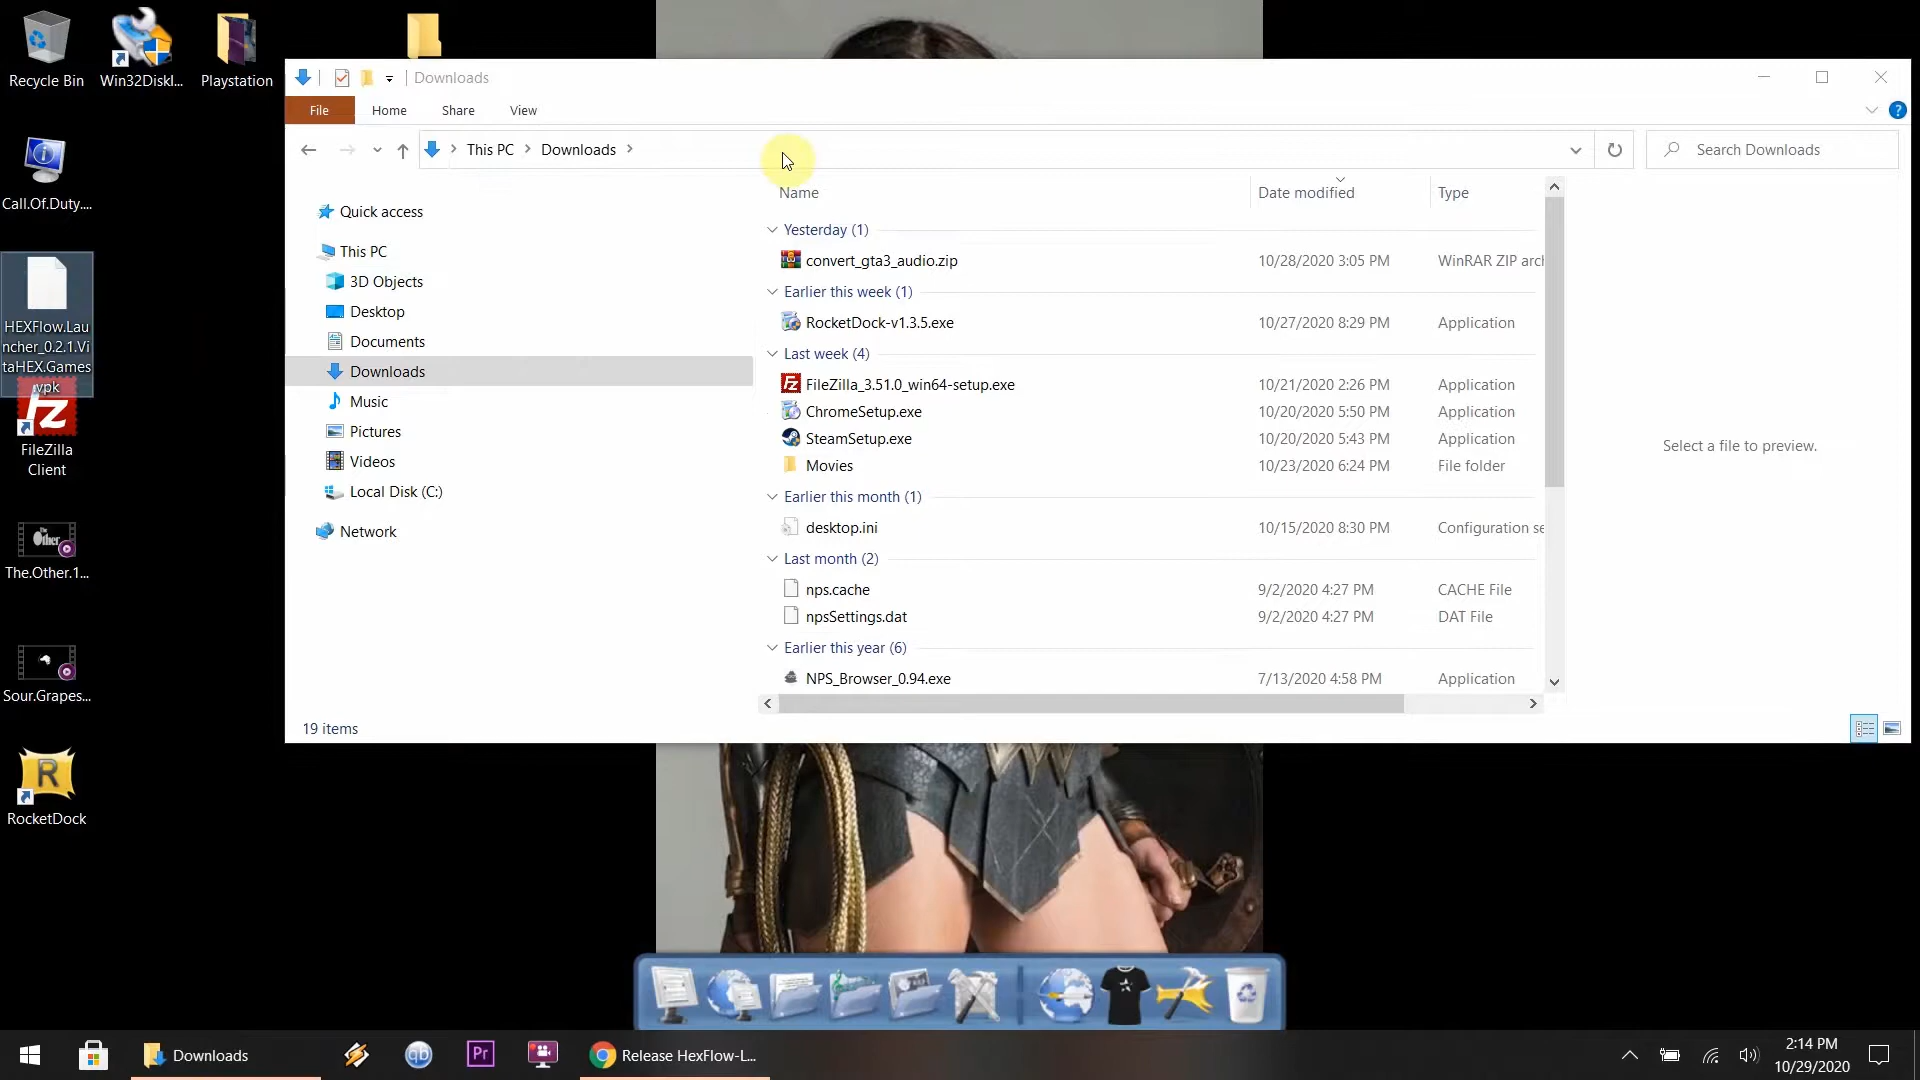 Recycle Bin
Win32DiskI...
Playstation
Call.Of.Duty....
HEXFlow.Lau
ncher_0.2.1.Vi
taHEX.Games
.vpk
FileZilla
Client
The.Other.1...
Sour.Grapes...
RocketDock
Downloads
File
Home
Share
View
This PC
Downloads
Search Downloads
Quick access
This PC
3D Objects
Desktop
Documents
Downloads
Music
Pictures
Videos
Local Disk (C:)
Network
Name Date modified Type
Yesterday (1)
convert_gta3_audio.zip 10/28/2020 3:05 PM WinRAR ZIP arch
Earlier this week (1)
RocketDock-v1.3.5.exe 10/27/2020 8:29 PM Application
Last week (4)
FileZilla_3.51.0_win64-setup.exe 10/21/2020 2:26 PM Application
ChromeSetup.exe 10/20/2020 5:50 PM Application
SteamSetup.exe 10/20/2020 5:43 PM Application
Movies 10/23/2020 6:24 PM File folder
Earlier this month (1)
desktop.ini 10/15/2020 8:30 PM Configuration se
Last month (2)
nps.cache 9/2/2020 4:27 PM CACHE File
npsSettings.dat 9/2/2020 4:27 PM DAT File
Earlier this year (6)
NPS_Browser_0.94.exe 7/13/2020 4:58 PM Application
Select a file to preview.
19 items
Downloads
qb
Pr
Release HexFlow-L...
2:14 PM
10/29/2020